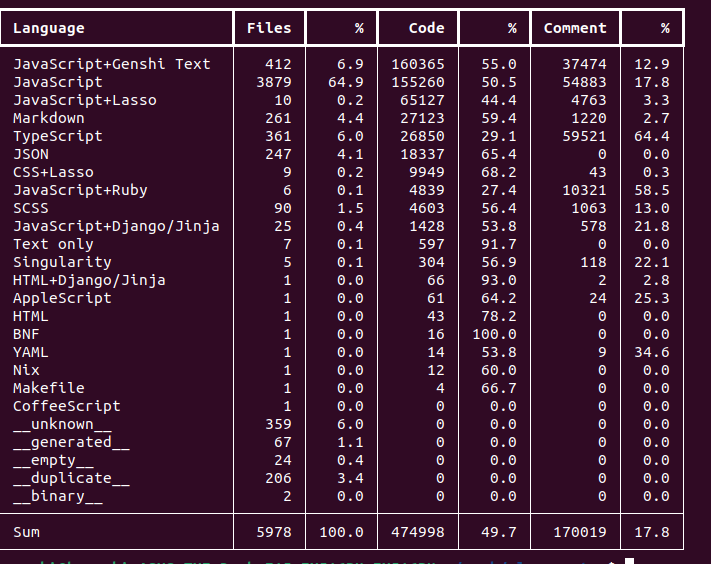 Language Files % Code % Comment %
JavaScript+Genshi Text 412 6.9 160365 55.0 37474 12.9
JavaScript 3879 64.9 155260 50.5 54883 17.8
JavaScript+Lasso 10 0.2 65127 44.4 4763 3.3
Markdown 261 4.4 27123 59.4 1220 2.7
TypeScript 361 6.0 26850 29.1 59521 64.4
JSON 247 4.1 18337 65.4 0 0.0
CSS+Lasso 9 0.2 9949 68.2 43 0.3
JavaScript+Ruby 6 0.1 4839 27.4 10321 58.5
SCSS 90 1.5 4603 56.4 1063 13.0
JavaScript+Django/Jinja 25 0.4 1428 53.8 578 21.8
Text only 7 0.1 597 91.7 0 0.0
Singularity 5 0.1 304 56.9 118 22.1
HTML+Django/Jinja 1 0.0 66 93.0 2 2.8
AppleScript 1 0.0 61 64.2 24 25.3
HTML 1 0.0 43 78.2 0 0.0
BNF 1 0.0 16 100.0 0 0.0
YAML 1 0.0 14 53.8 9 34.6
Nix 1 0.0 12 60.0 0 0.0
Makefile 1 0.0 4 66.7 0 0.0
CoffeeScript 1 0.0 0 0.0 0 0.0
__unknown__ 359 6.0 0 0.0 0 0.0
__generated__ 67 1.1 0 0.0 0 0.0
__empty__ 24 0.4 0 0.0 0 0.0
__duplicate__ 206 3.4 0 0.0 0 0.0
__binary__ 2 0.0 0 0.0 0 0.0
Sum 5978 100.0 474998 49.7 170019 17.8